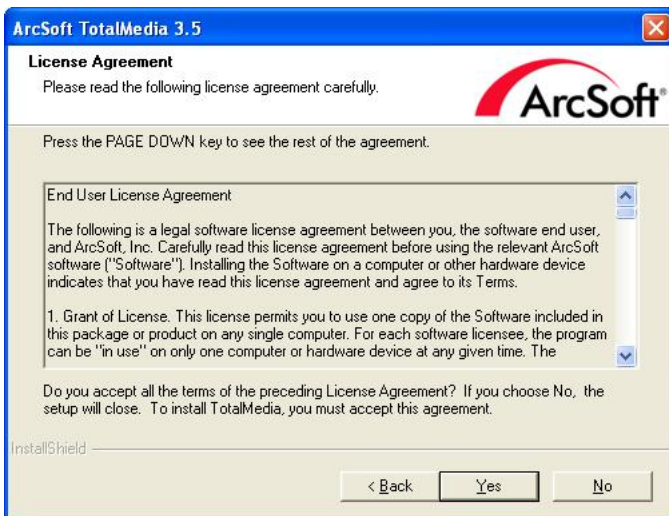 ArcSoft TotalMedia 3.5
License Agreement
Please read the following license agreement carefully.
ArcSoft®
Press the PAGE DOWN key to see the rest of the agreement.
End User License Agreement
The following is a legal software license agreement between you, the software end user,
and ArcSoft, Inc. Carefully read this license agreement before using the relevant ArcSoft
software ("Software"). Installing the Software on a computer or other hardware device
indicates that you have read this license agreement and agree to its Terms.
1. Grant of License. This license permits you to use one copy of the Software included in
this package or product on any single computer. For each software licensee, the program
can be "in use" on only one computer or hardware device at any given time. The
Do you accept all the terms of the preceding License Agreement? If you choose No, the
setup will close. To install TotalMedia, you must accept this agreement.
InstallShield
< Back Yes No